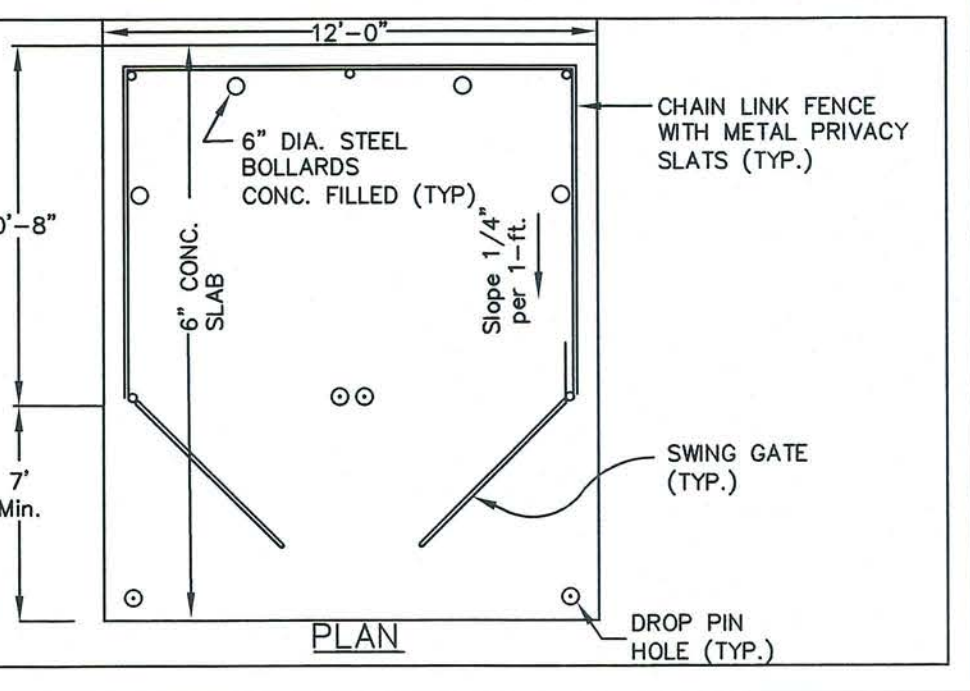 12'-0"
CHAIN LINK FENCE
WITH METAL PRIVACY
SLATS (TYP.)
6" DIA. STEEL
BOLLARDS
CONC. FILLED (TYP)
'-8"
6" CONC.
SLAB
Slope 1/4"
per 1-ft.
SWING GATE
(TYP.)
7'
Min.
DROP PIN
HOLE (TYP.)
PLAN